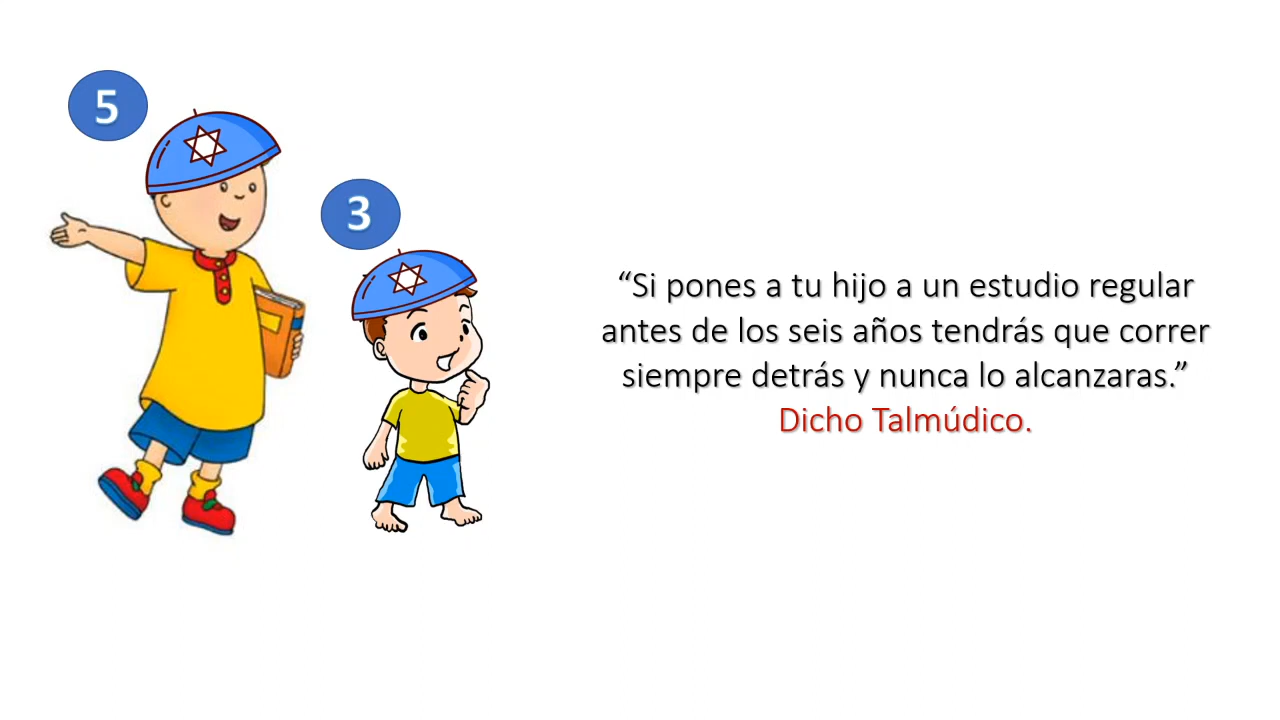 5
3
“Si pones a tu hijo a un estudio regular
antes de los seis años tendrás que correr
siempre detrás y nunca lo alcanzaras.”
Dicho Talmúdico.